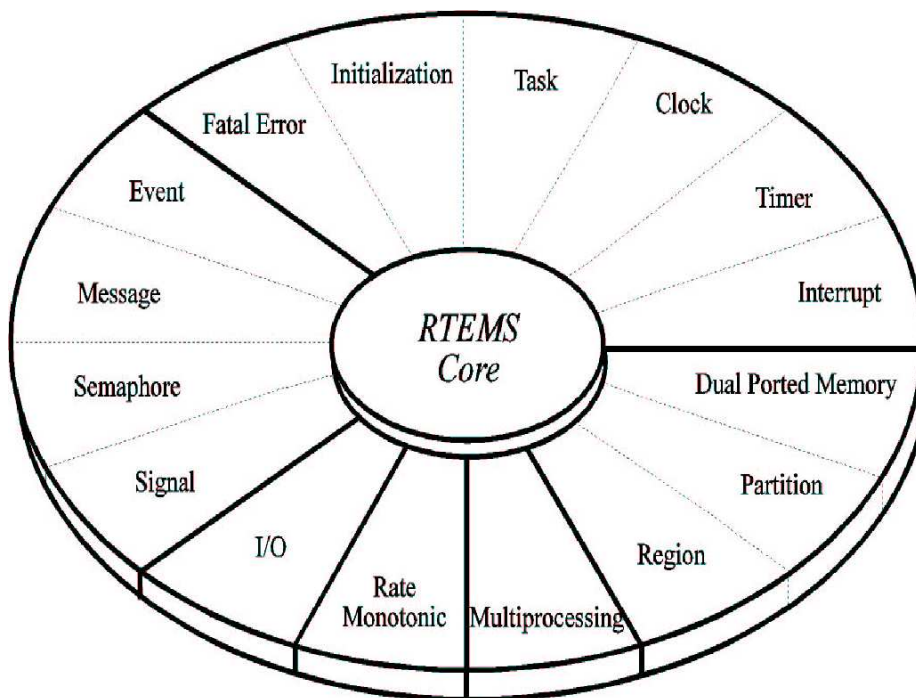 Initialization
Task
Clock
Fatal Error
Timer
Event
Interrupt
Message
RTEMS
Core
Dual Ported Memory
Semaphore
Partition
Signal
Region
I/O
Rate
Monotonic
Multiprocessing